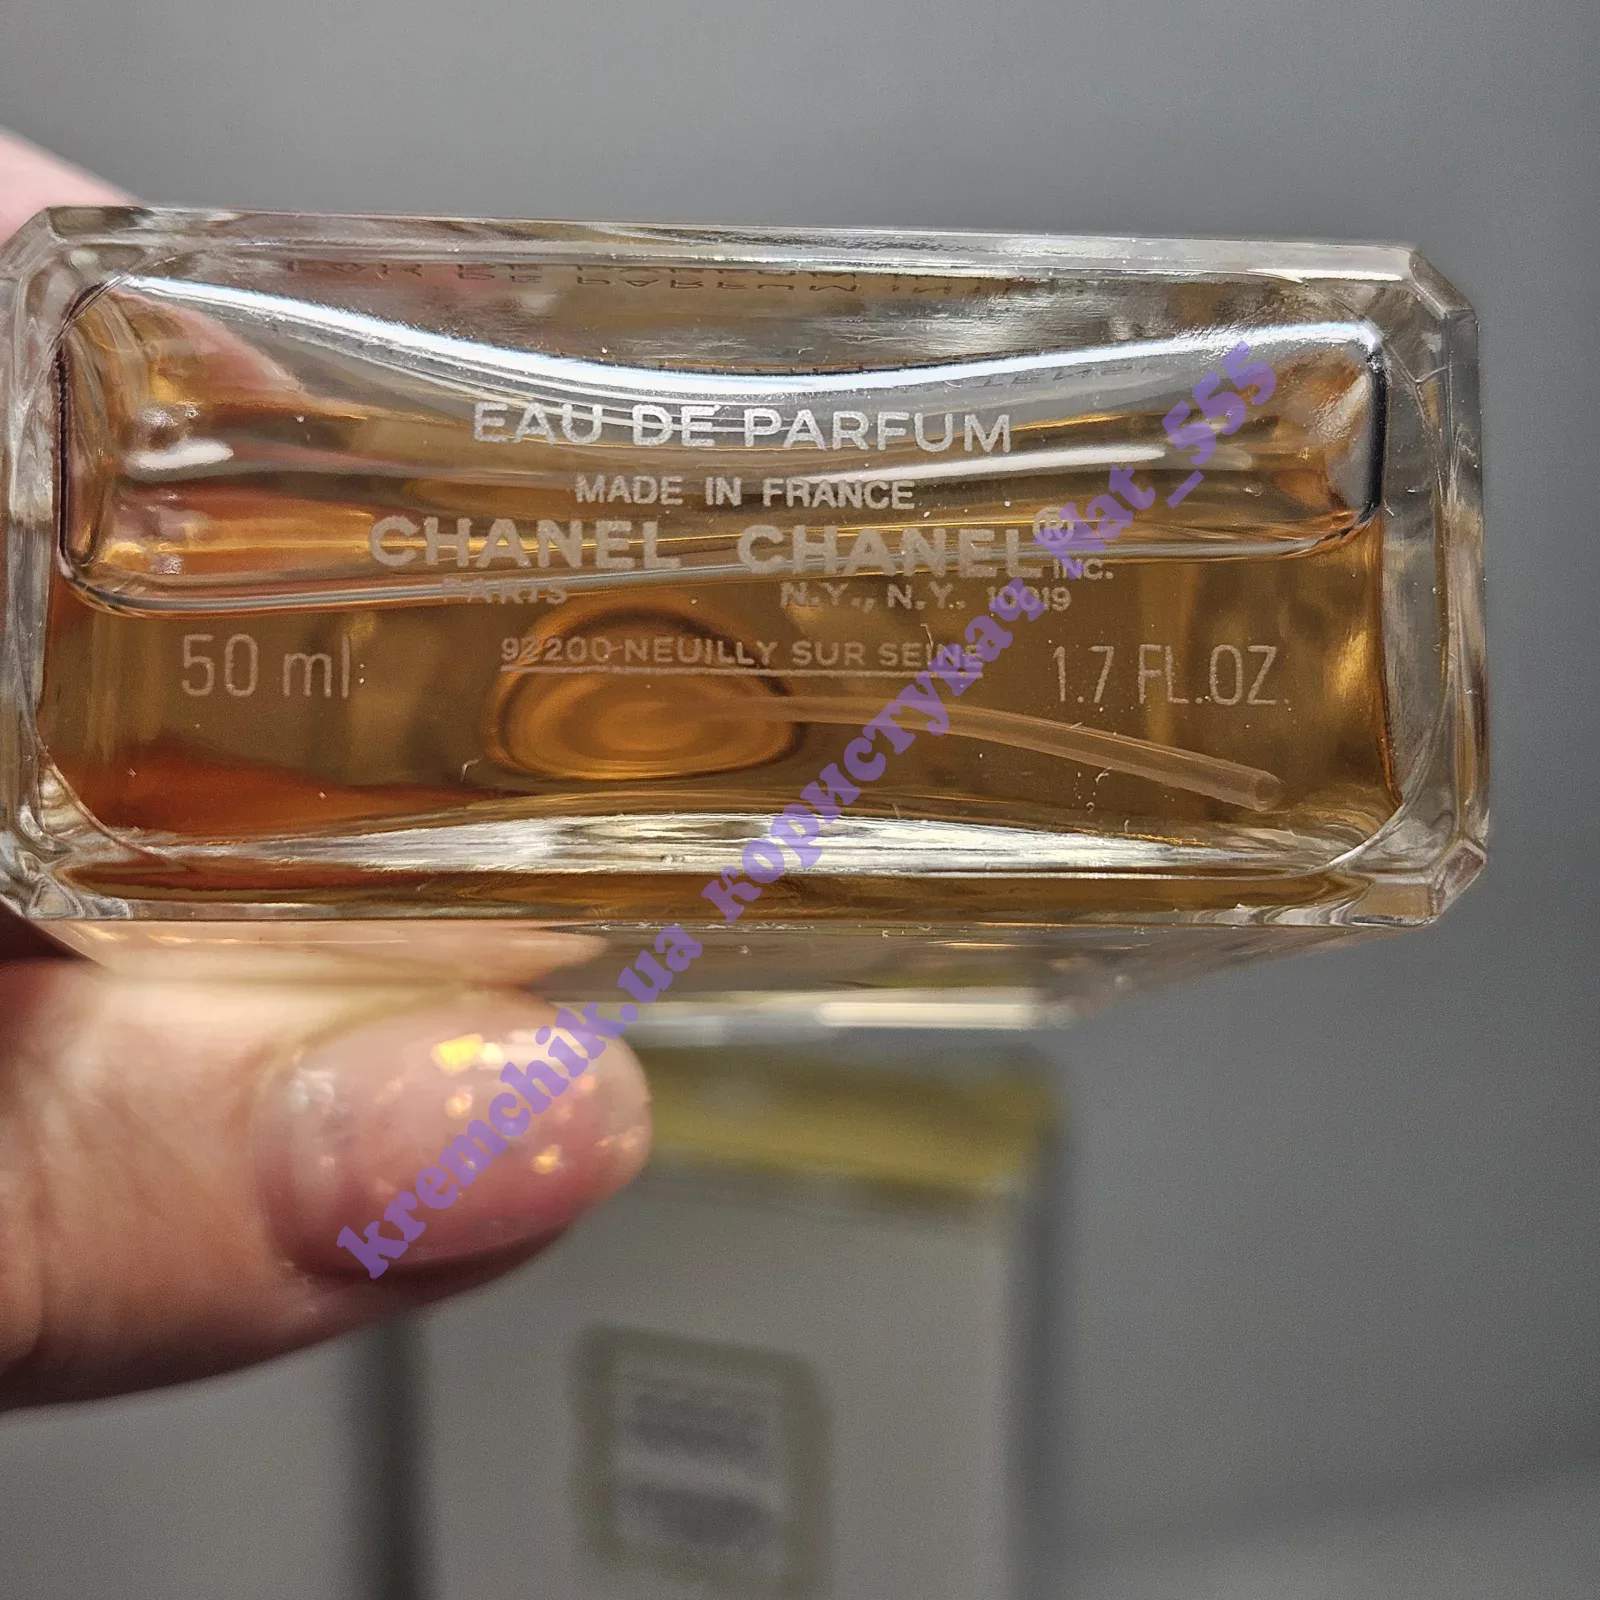 EAU DE PARFUM
MADE IN FRANCE
CHANEL CHANEL®
PARIS INC.
N.Y., N.Y. 10019
92200 NEUILLY SUR SEINE
50 ml 1.7 FL.OZ.
kremchik.ua користувач Nat_555